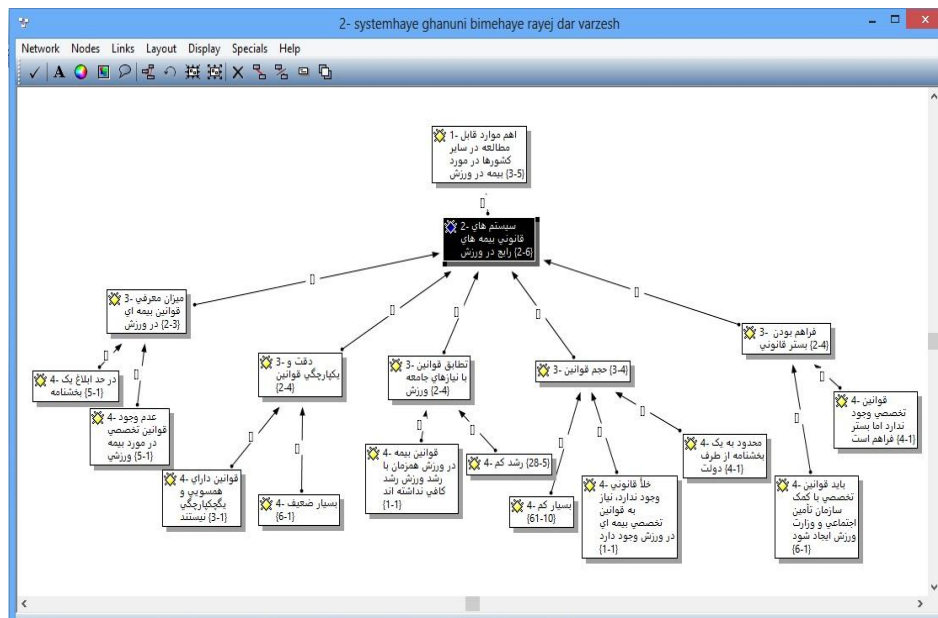 2- systemhaye ghanuni bimehaye rayej dar varzesh
Network Nodes Links Layout Display Specials Help
1- اهم موارد قابل
مطالعه در ساير
كشورها در مورد
بيمه در ورزش {3-5}
2- سيستم هاي
قانوني بيمه هاي
رايج در ورزش {2-6}
3- ميزان معرفي
قوانين بيمه اي
در ورزش {2-3}
3- دقت و
يكپارچگي قوانين
{2-4}
3- تطابق قوانين
با نيازهاي جامعه
ورزش {2-4}
3- حجم قوانين {3-4}
3- فراهم بودن
بستر قانوني {2-4}
4- در حد ابلاغ يک
بخشنامه {5-1}
4- عدم وجود
قوانين تخصصي
در مورد بيمه
ورزشي {5-1}
4- قوانين داراي
همسويي و
يگچكپارچگي
نيستند {3-1}
4- بسيار ضعيف
{6-1}
4- قوانين بيمه
در ورزش همزمان با
رشد ورزش رشد
كافي نداشته اند
{1-1}
4- رشد كم {28-5}
4- بسيار كم
{61-10}
4- خلأ قانوني
وجود ندارد، نياز
به قوانين
تخصصي بيمه اي
در ورزش وجود دارد
{1-1}
4- محدود به يک
بخشنامه از طرف
دولت {4-1}
4- بايد قوانين
تخصصي با كمک
سازمان تأمين
اجتماعي و وزارت
ورزش ايجاد شود
{6-1}
4- قوانين
تخصصي وجود
ندارد اما بستر
فراهم است
{4-1}